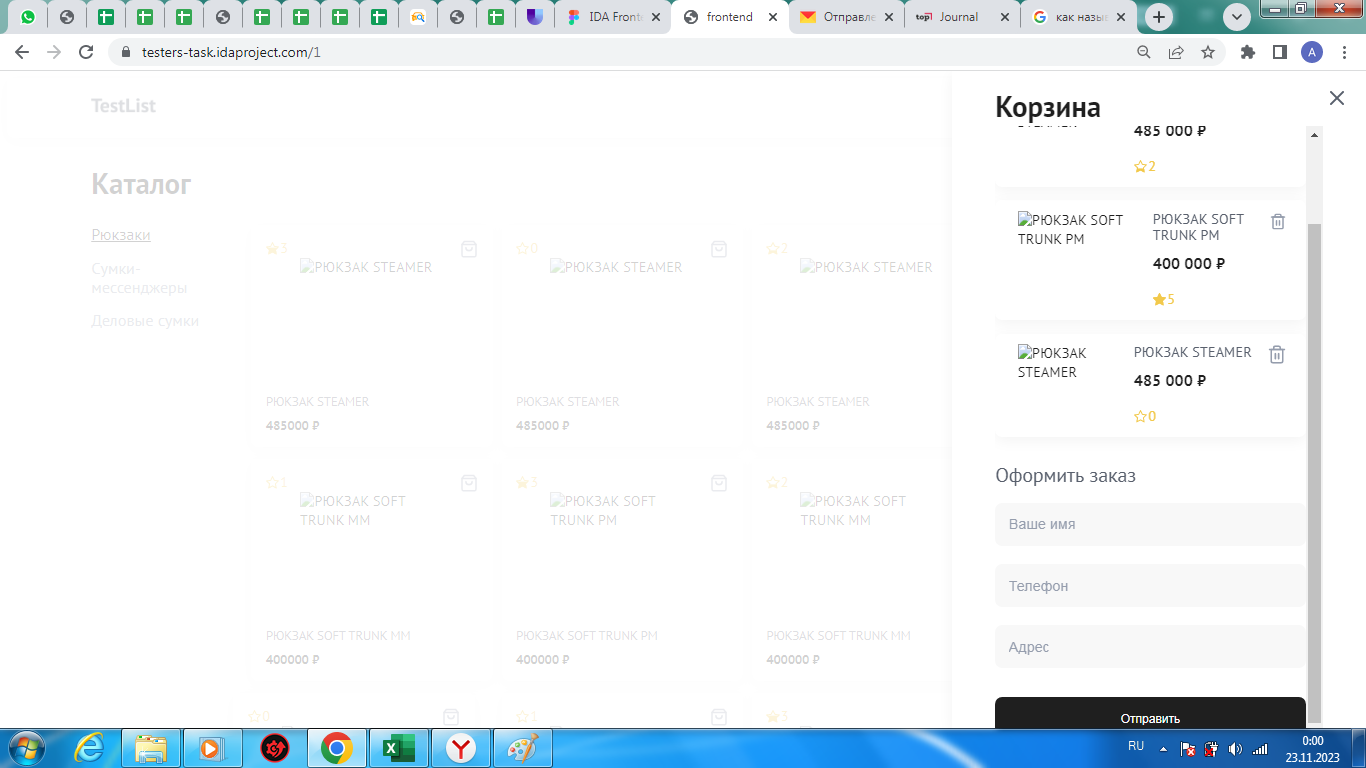 IDA Fronte
frontend
Отправле
top1 Journal
как назыв
testers-task.idaproject.com/1
A
TestList
Каталог
Рюкзаки
Сумки-
мессенджеры
Деловые сумки
3
РЮКЗАК STEAMER
РЮКЗАК STEAMER
485000 ₽
0
РЮКЗАК STEAMER
РЮКЗАК STEAMER
485000 ₽
2
РЮКЗАК STEAMER
РЮКЗАК STEAMER
485000 ₽
1
РЮКЗАК SOFT
TRUNK MM
РЮКЗАК SOFT TRUNK MM
400000 ₽
3
РЮКЗАК SOFT
TRUNK PM
РЮКЗАК SOFT TRUNK PM
400000 ₽
2
РЮКЗАК SOFT
TRUNK MM
РЮКЗАК SOFT TRUNK MM
400000 ₽
0
1
3
Корзина
485 000 ₽
2
РЮКЗАК SOFT
TRUNK PM
РЮКЗАК SOFT
TRUNK PM
400 000 ₽
5
РЮКЗАК
STEAMER
РЮКЗАК STEAMER
485 000 ₽
0
Оформить заказ
Ваше имя
Телефон
Адрес
Отправить
RU
0:00
23.11.2023